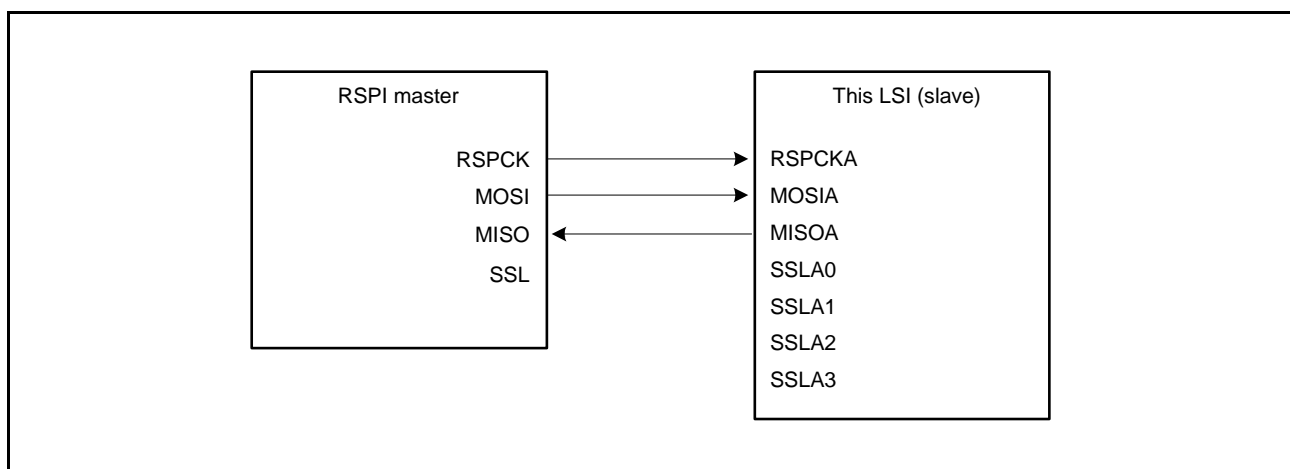 RSPI master
RSPCK
MOSI
MISO
SSL
This LSI (slave)
RSPCKA
MOSIA
MISOA
SSLA0
SSLA1
SSLA2
SSLA3